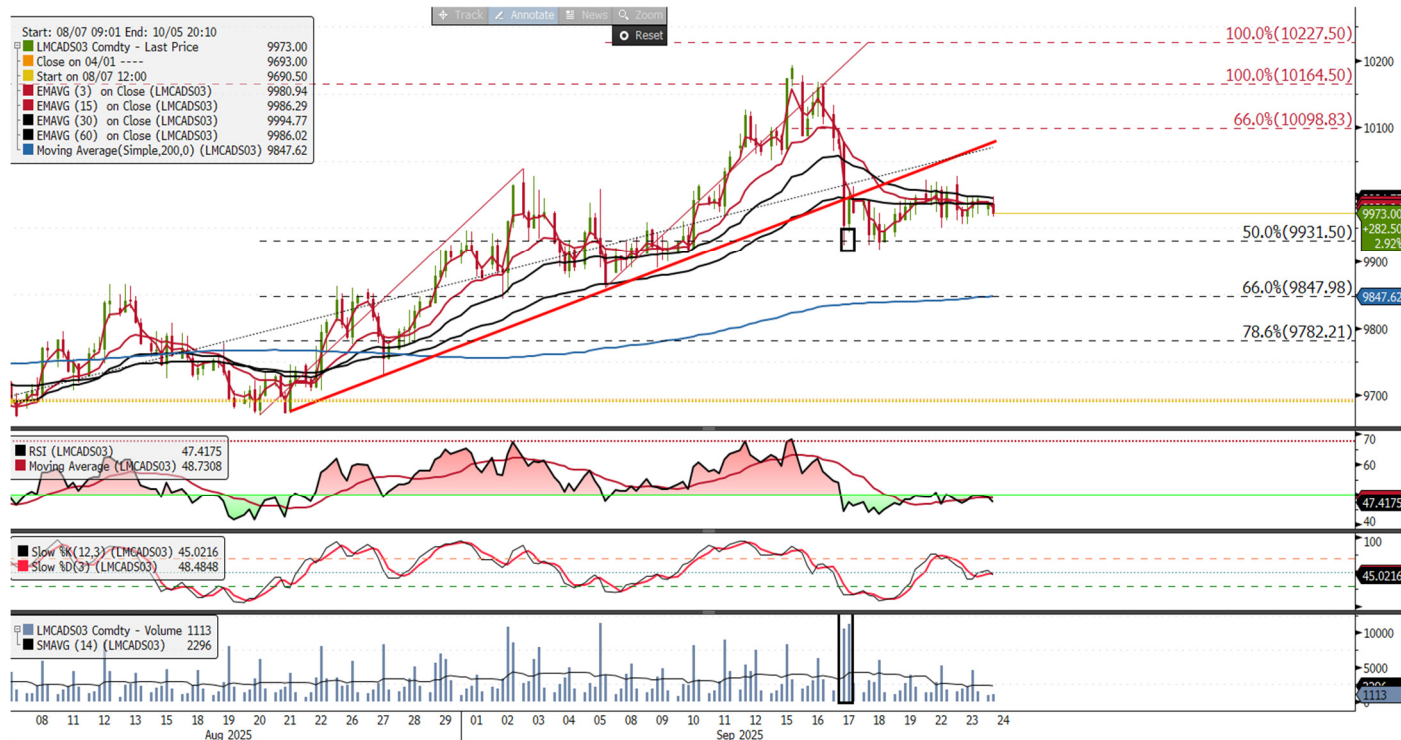 Track Annotate News Zoom
Reset
Start: 08/07 09:01 End: 10/05 20:10
LMCADS03 Comdty - Last Price 9973.00
Close on 04/01 ---- 9693.00
Start on 08/07 12:00 9690.50
EMAVG (3) on Close (LMCADS03) 9980.94
EMAVG (15) on Close (LMCADS03) 9986.29
EMAVG (30) on Close (LMCADS03) 9994.77
EMAVG (60) on Close (LMCADS03) 9986.02
Moving Average(Simple,200,0) (LMCADS03) 9847.62
100.0%(10227.50)
10200
100.0%(10164.50)
66.0%(10098.83)
10100
9973.00
+282.50
2.92%
50.0%(9931.50)
9900
66.0%(9847.98)
9847.62
9800
78.6%(9782.21)
9700
RSI (LMCADS03) 47.4175
Moving Average (LMCADS03) 48.7308
70
60
47.4175
40
Slow %K(12,3) (LMCADS03) 45.0216
Slow %D(3) (LMCADS03) 48.4848
100
45.0216
0
LMCADS03 Comdty - Volume 1113
SMAVG (14) (LMCADS03) 2296
10000
5000
2296
1113
0
08 11 12 13 14 15 18 19 20 21 22 26 27 28 29 01 02 03 04 05 08 09 10 11 12 15 16 17 18 19 22 23 24
Aug 2025 Sep 2025